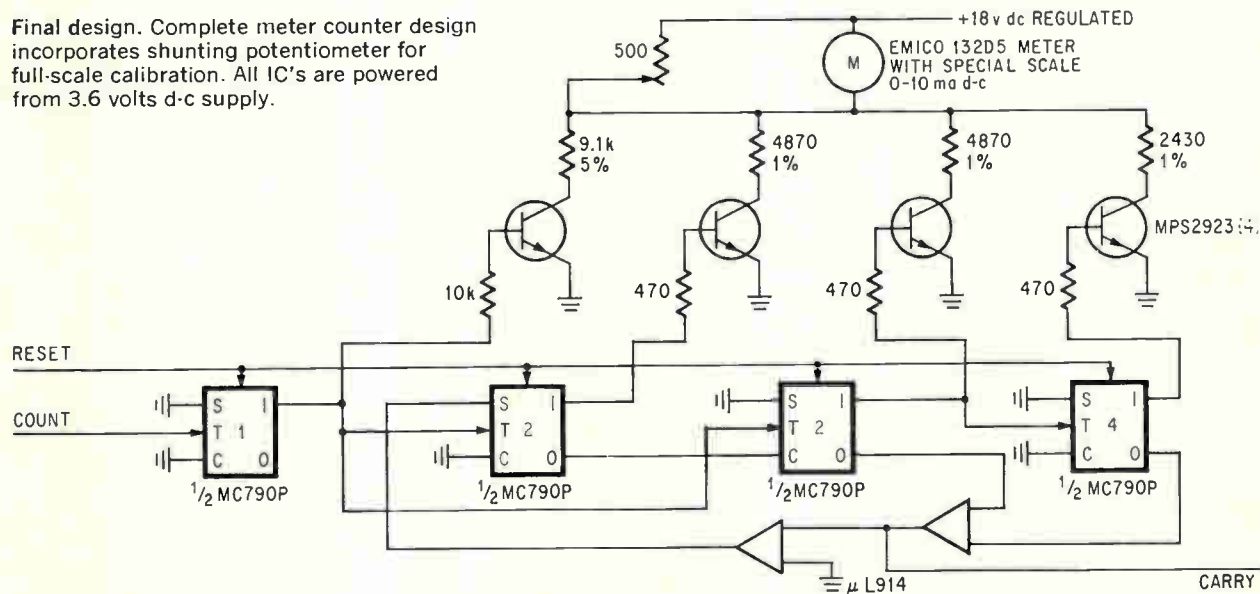 Final design. Complete meter counter design
incorporates shunting potentiometer for
full-scale calibration. All IC's are powered
from 3.6 volts d-c supply.
+18v dc REGULATED
500
M
EMICO 132D5 METER
WITH SPECIAL SCALE
0-10 ma d-c
9.1k
5%
4870
1%
4870
1%
2430
1%
MPS2923
10k
470
470
470
RESET
COUNT
S 1
T 1
C 0
1/2 MC790P
S 1
T 2
C 0
1/2 MC790P
S 1
T 2
C 0
1/2 MC790P
S 1
T 4
C 0
1/2 MC790P
μL914
CARRY